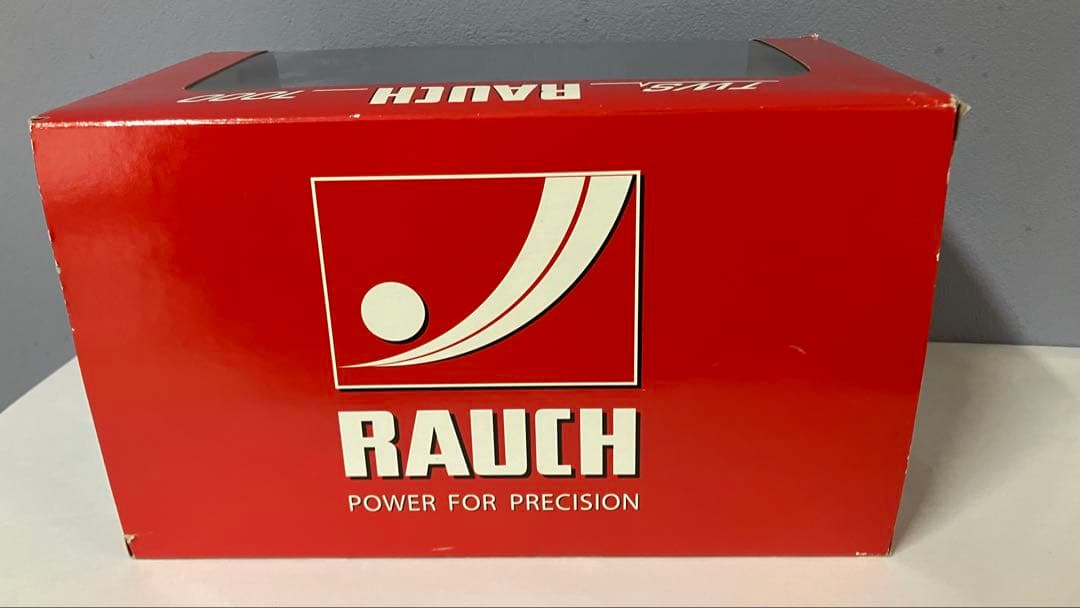 TWS RAUCH 7000
RAUCH
POWER FOR PRECISION